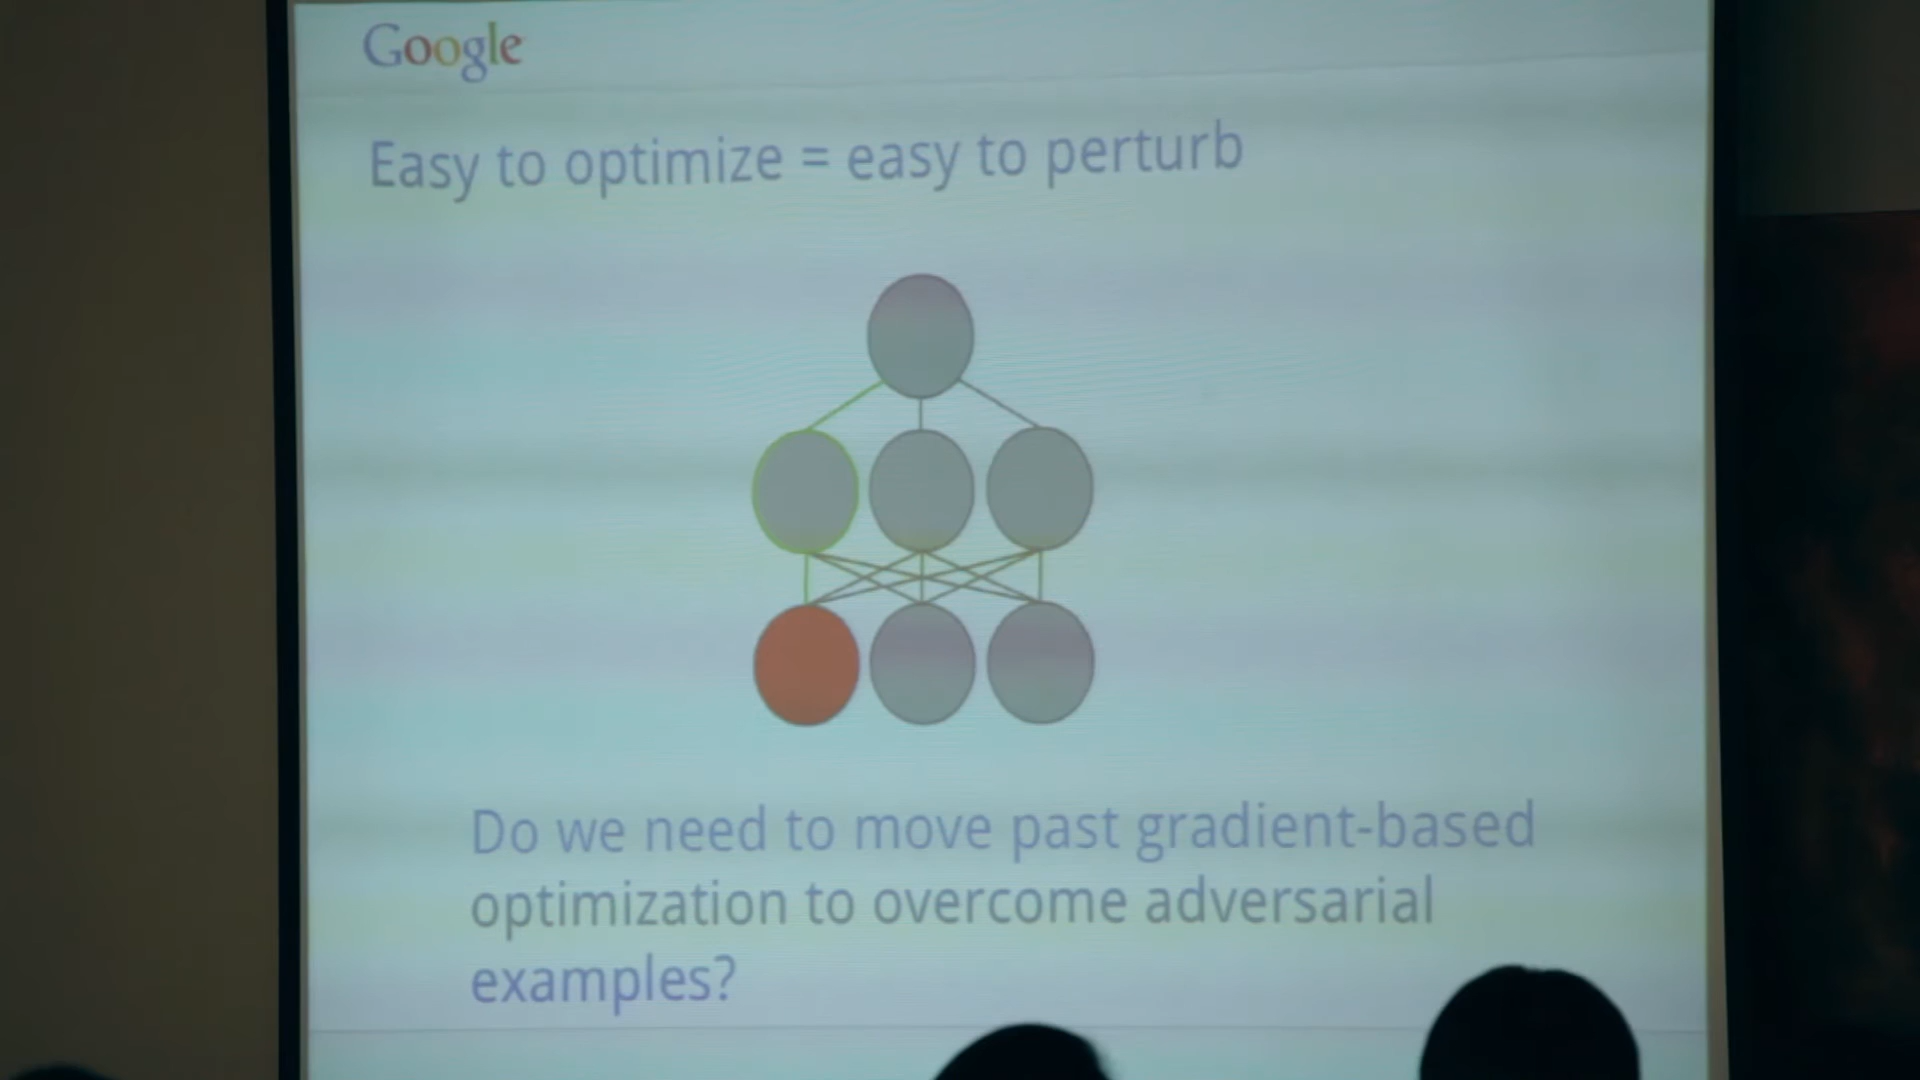 Google
Easy to optimize = easy to perturb
Do we need to move past gradient-based
optimization to overcome adversarial
examples?